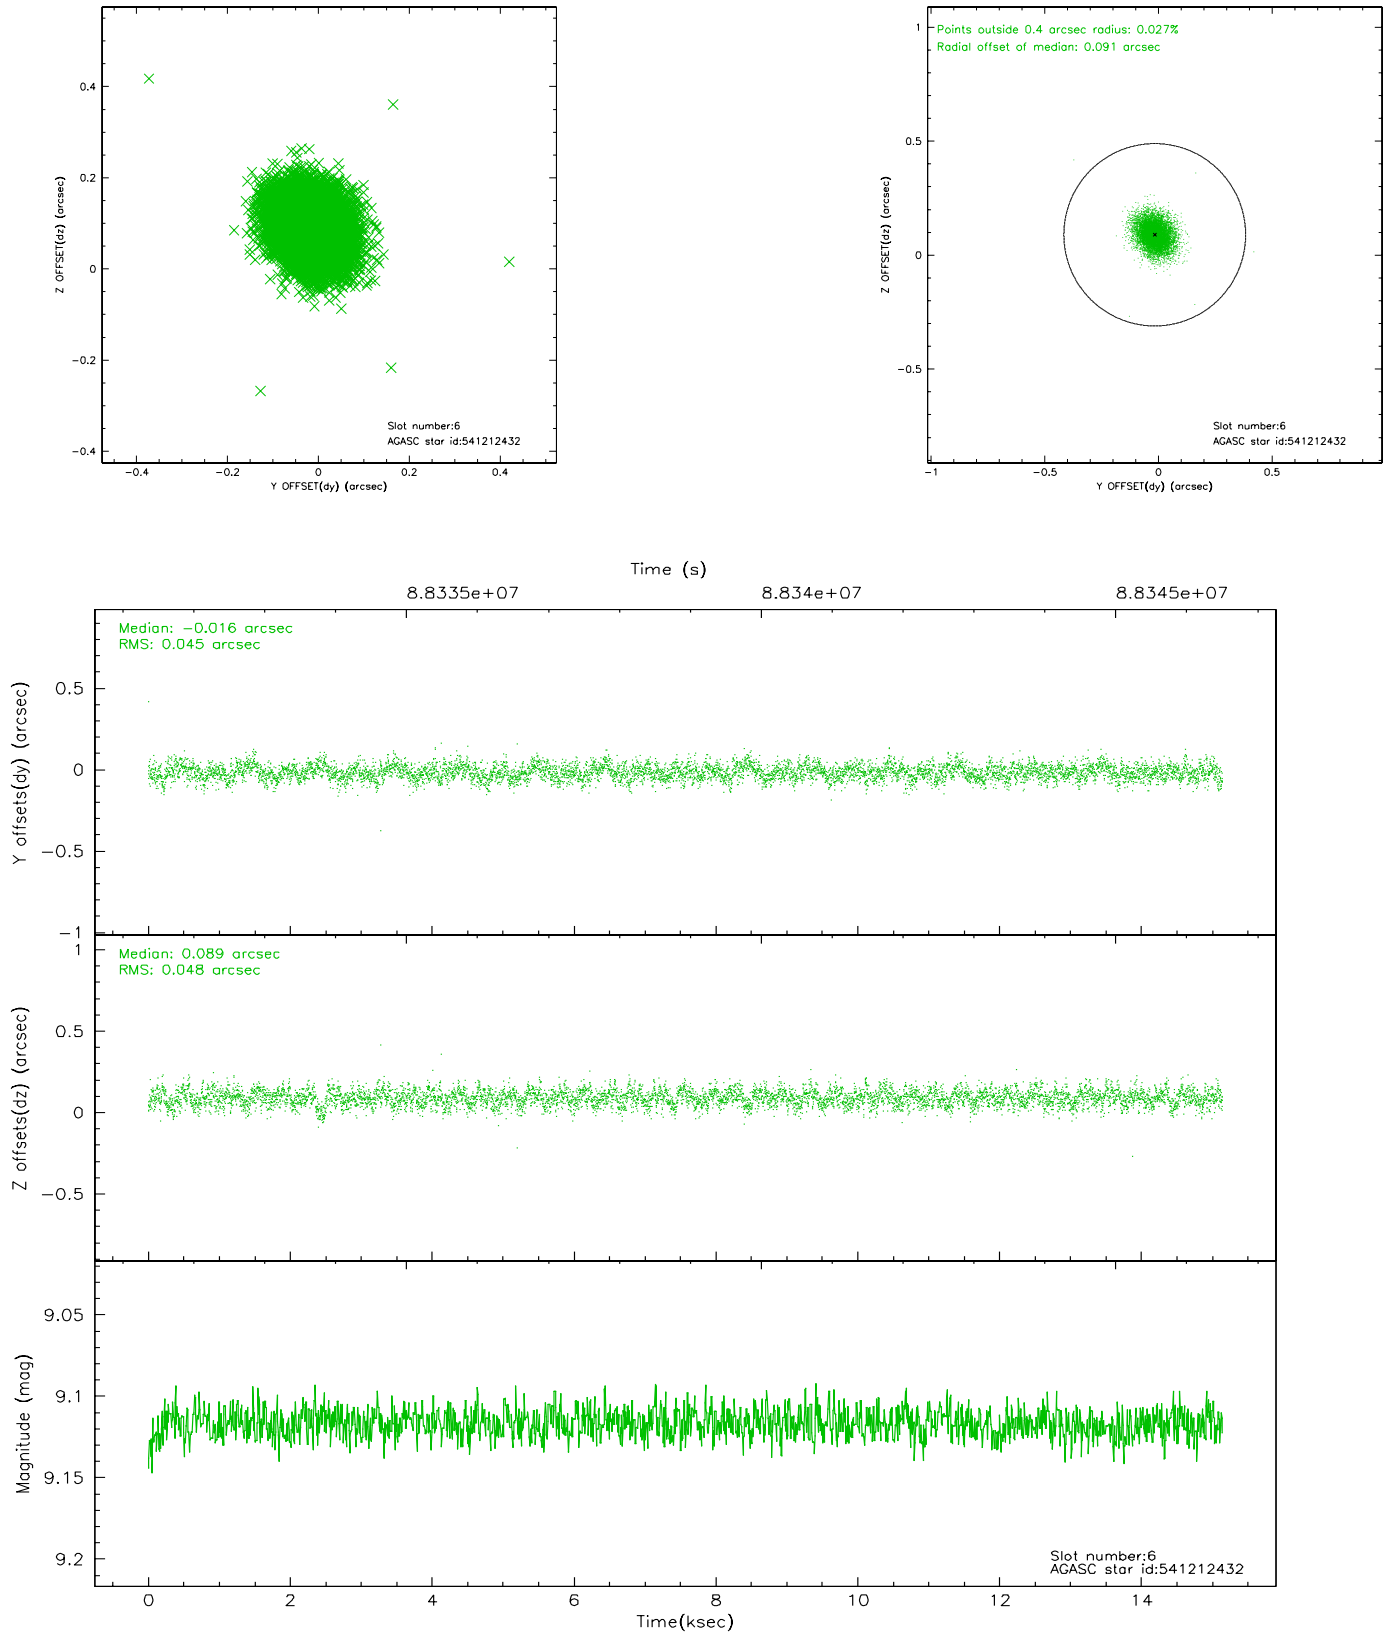 0.4
0.2
0
−0.2
−0.4
Z OFFSET(dz) (arcsec)
Slot number:6
AGASC star id:541212432
−0.4
−0.2
0
0.2
0.4
Y OFFSET(dy) (arcsec)
Points outside 0.4 arcsec radius: 0.027%
Radial offset of median: 0.091 arcsec
1
0.5
0
−0.5
Z OFFSET(dz) (arcsec)
Slot number:6
AGASC star id:541212432
−1
−0.5
0
0.5
Y OFFSET(dy) (arcsec)
Time (s)
8.8335e+07
8.834e+07
8.8345e+07
Median: −0.016 arcsec
RMS: 0.045 arcsec
0.5
0
−0.5
−1
Y offsets(dy) (arcsec)
Median: 0.089 arcsec
RMS: 0.048 arcsec
1
0.5
0
−0.5
Z offsets(dz) (arcsec)
9.05
9.1
9.15
9.2
Magnitude (mag)
Slot number:6
AGASC star id:541212432
0
2
4
6
8
10
12
14
Time(ksec)